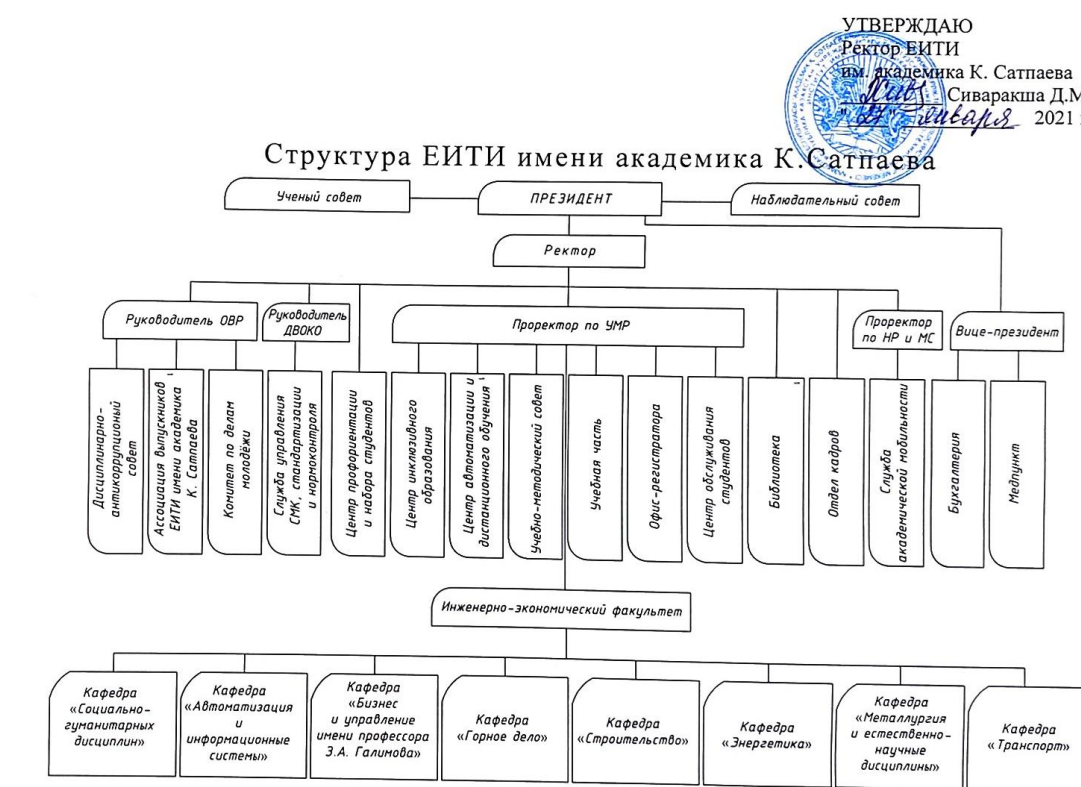 УТВЕРЖДАЮ
Ректор ЕИТИ
им. академика К. Сатпаева
Сиваракша Д.М
"27" января 2021
Структура ЕИТИ имени академика К.Сатпаева
Ученый совет
ПРЕЗИДЕНТ
Наблюдательный совет
Ректор
Руководитель ОВР
Руководитель
ДВОКО
Проректор по УМР
Проректор
по НР и МС
Вице-президент
Дисциплинарно-
антикоррупционый
совет
Ассоциация выпускников
ЕИТИ имени академика
К. Сатпаева
Комитет по делам
молодёжи
Служба управления
СМК, стандартизации
и нормоконтроля
Центр профориентации
и набора студентов
Центр инклюзивного
образования
Центр автоматизации и
дистанционного обучения
Учебно-методический совет
Учебная часть
Офис-регистратора
Центр обслуживания
студентов
Библиотека
Отдел кадров
Служба
академической мобильности
Бухгалтерия
Медпункт
Инженерно-экономический факультет
Кафедра
«Социально-
гуманитарных
дисциплин»
Кафедра
«Автоматизация
и
информационные
системы»
Кафедра
«Бизнес
и управление
имени профессора
З.А. Галимова»
Кафедра
«Горное дело»
Кафедра
«Строительство»
Кафедра
«Энергетика»
Кафедра
«Металлургия
и естественно-
научные
дисциплины»
Кафедра
«Транспорт»